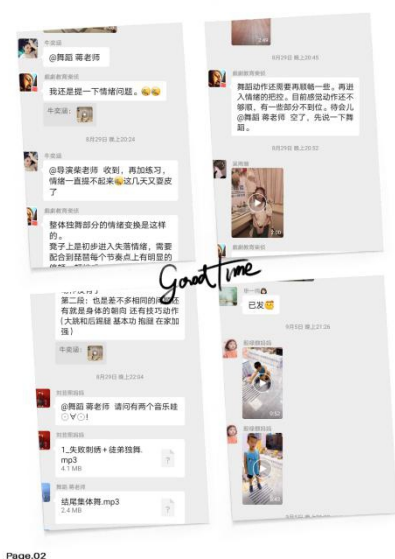 牛奕涵
@舞蹈 蒋老师
我还是提一下情绪问题。
牛奕涵：
8月29日 晚上20:24
牛奕涵
@导演柴老师 收到，再加练习，
情绪一直提不起来这几天又耍皮
了
整体独舞部分的情绪变换是这样
的。
凳子上是初步进入失落情绪，需要
配合到琵琶每个节奏点上有明显的
2:46
8月29日 晚上20:49
舞蹈动作还需要再顺畅一些。再进
入情绪的把控。目前感觉动作还不
够顺，有一些部分不到位。待会儿
@舞蹈 蒋老师 空了，先说一下舞
蹈。
8月29日 晚上20:52
Good Time
第二段：也是差不多相同的问题还
有就是身体的朝向 还有技巧动作
(大跳和后踢腿 基本功 抱腿 在家加
强)
牛奕涵：
8月29日 晚上22:04
@舞蹈 蒋老师 请问有两个音乐哇
⊙∀⊙!
1_失败刺绣+徒弟独舞.
mp3
4.1 MB
舞蹈 蒋老师
结尾集体舞.mp3
2.4 MB
已发
9月5日 晚上21:26
0:52
Page.02